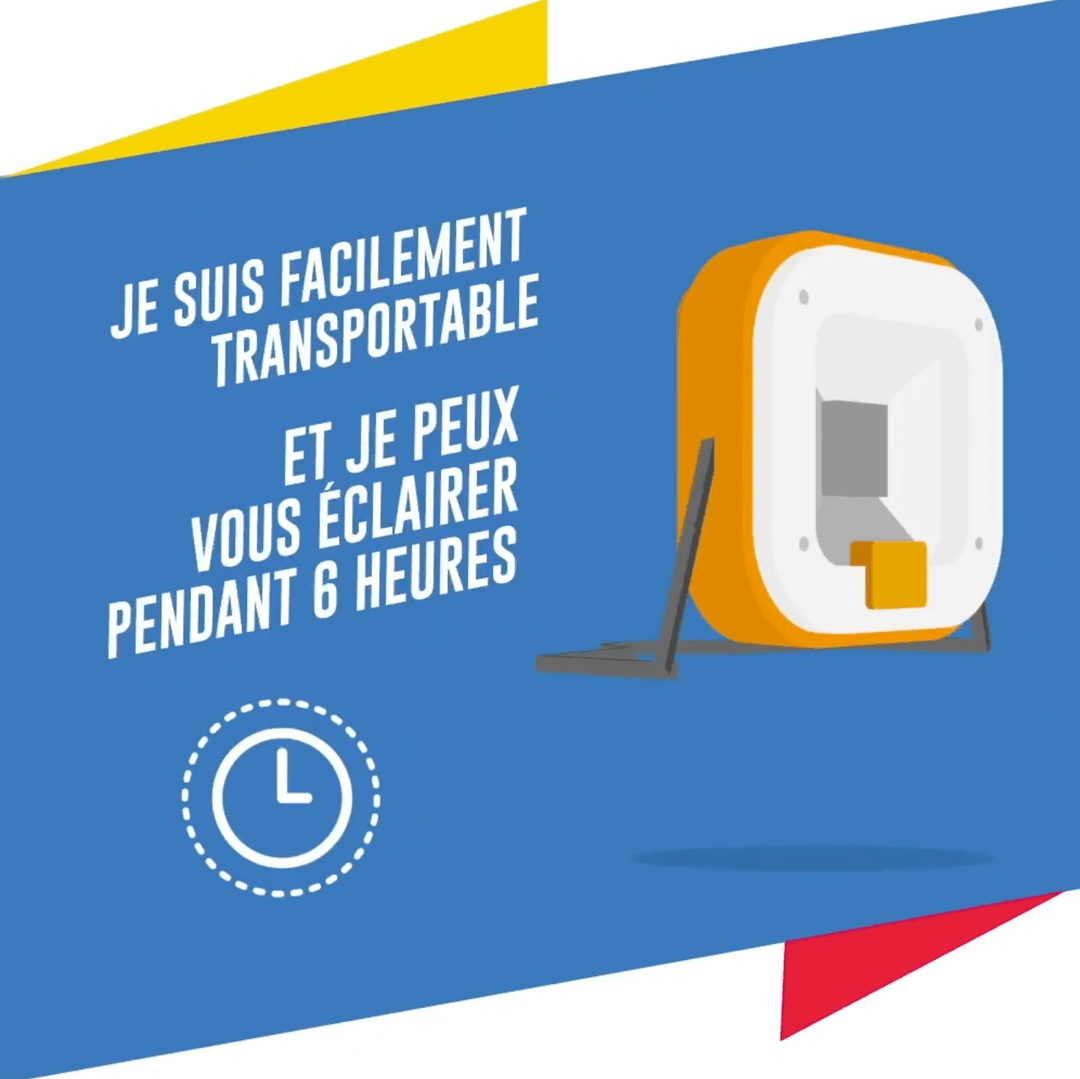 JE SUIS FACILEMENT
TRANSPORTABLE
ET JE PEUX
VOUS ÉCLAIRER
PENDANT 6 HEURES